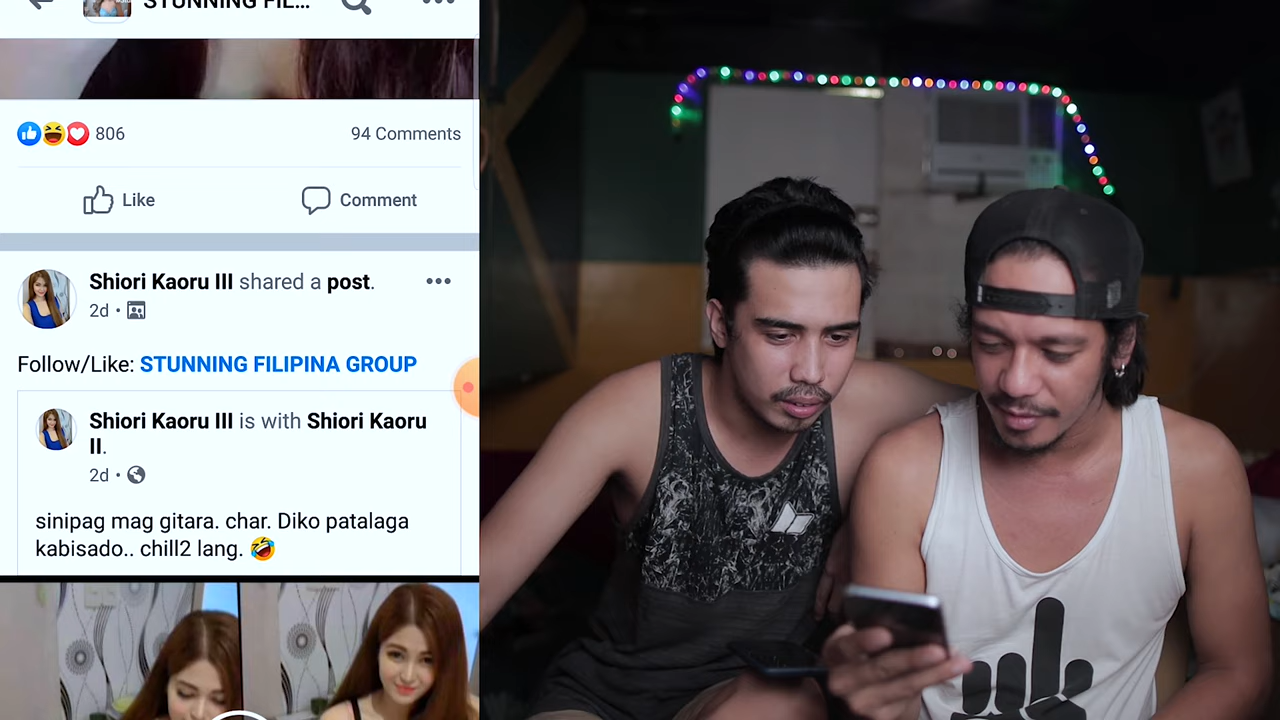 STUNNING FIL...
806
94 Comments
Like
Comment
Shiori Kaoru III shared a post.
2d
Follow/Like: STUNNING FILIPINA GROUP
Shiori Kaoru III is with Shiori Kaoru
II.
2d
sinipag mag gitara. char. Diko patalaga
kabisado.. chill2 lang. 🤣